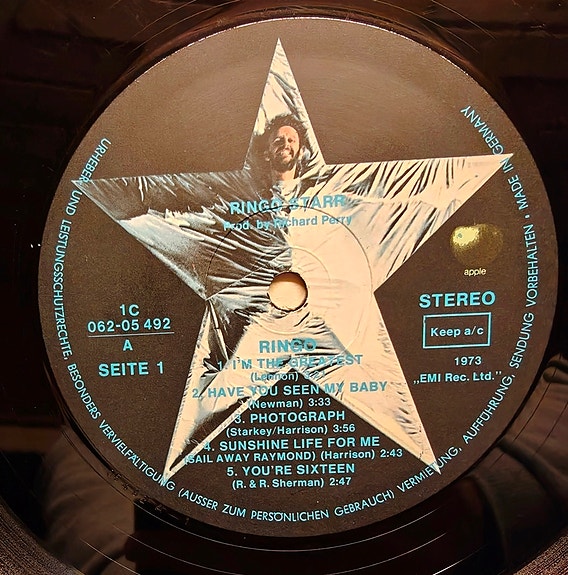 RINGO STARR
Prod. by Richard Perry
apple
1C
062-05 492
A
SEITE 1
STEREO
Keep a/c
1973
„EMI Rec. Ltd."
RINGO
1. I'M THE GREATEST
(Lennon)
2. HAVE YOU SEEN MY BABY
(Newman) 3:33
3. PHOTOGRAPH
(Starkey/Harrison) 3:56
4. SUNSHINE LIFE FOR ME
(SAIL AWAY RAYMOND) (Harrison) 2:43
5. YOU'RE SIXTEEN
(R. & R. Sherman) 2:47
URHEBER- UND LEISTUNGSSCHUTZRECHTE, BESONDERS VERVIELFÄLTIGUNG (AUSSER ZUM PERSÖNLICHEN GEBRAUCH) VERMIETUNG, AUFFÜHRUNG, SENDUNG VORBEHALTEN • MADE IN GERMANY